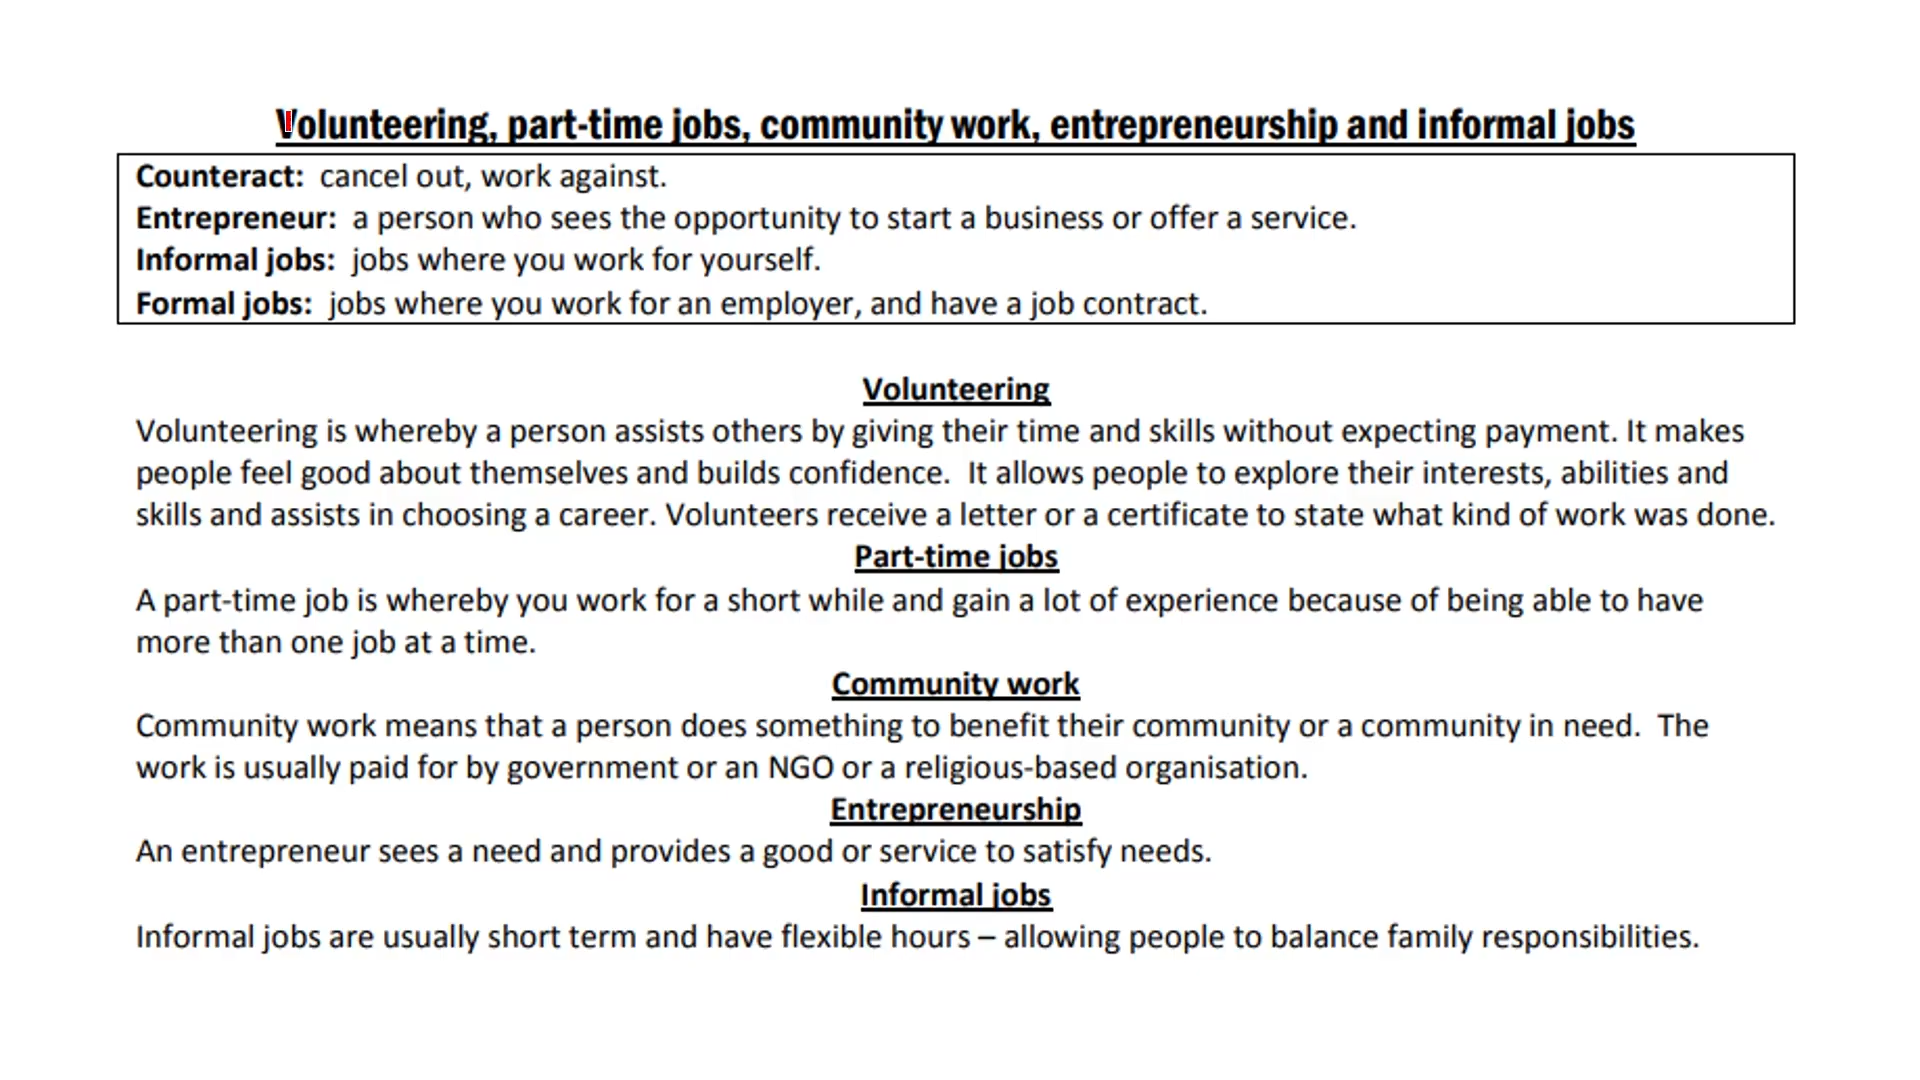 Volunteering, part-time jobs, community work, entrepreneurship and informal jobs
Counteract: cancel out, work against.
Entrepreneur: a person who sees the opportunity to start a business or offer a service.
Informal jobs: jobs where you work for yourself.
Formal jobs: jobs where you work for an employer, and have a job contract.
Volunteering
Volunteering is whereby a person assists others by giving their time and skills without expecting payment. It makes
people feel good about themselves and builds confidence. It allows people to explore their interests, abilities and
skills and assists in choosing a career. Volunteers receive a letter or a certificate to state what kind of work was done.
Part-time jobs
A part-time job is whereby you work for a short while and gain a lot of experience because of being able to have
more than one job at a time.
Community work
Community work means that a person does something to benefit their community or a community in need. The
work is usually paid for by government or an NGO or a religious-based organisation.
Entrepreneurship
An entrepreneur sees a need and provides a good or service to satisfy needs.
Informal jobs
Informal jobs are usually short term and have flexible hours – allowing people to balance family responsibilities.